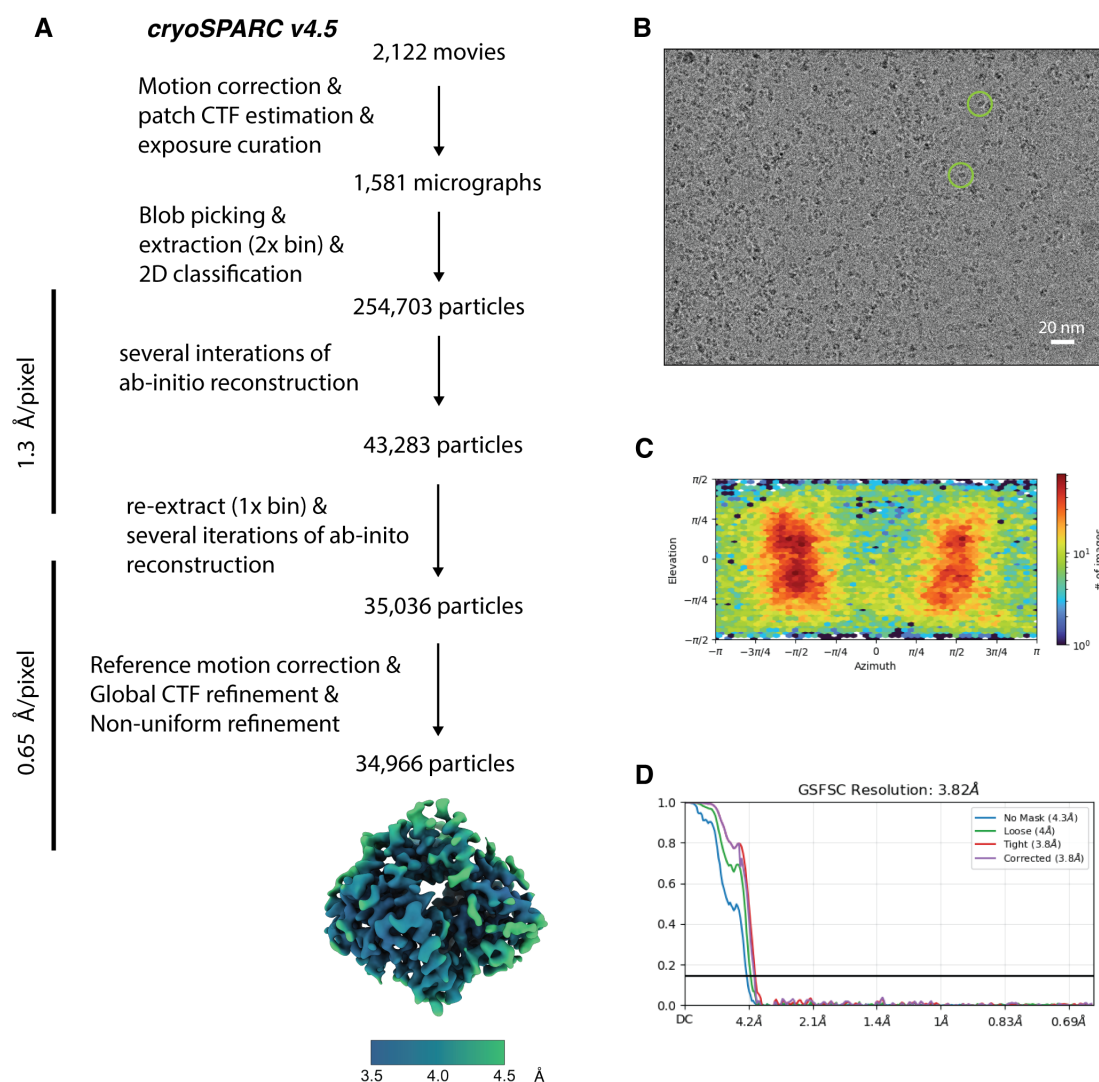 A
cryoSPARC v4.5
2,122 movies
Motion correction &
patch CTF estimation &
exposure curation
1,581 micrographs
Blob picking &
extraction (2x bin) &
2D classification
254,703 particles
several interations of
ab-initio reconstruction
43,283 particles
1.3 Å/pixel
re-extract (1x bin) &
several iterations of ab-inito
reconstruction
35,036 particles
Reference motion correction &
Global CTF refinement &
Non-uniform refinement
0.65 Å/pixel
34,966 particles
3.5 4.0 4.5 Å
B
20 nm
C
π/2
π/4
0
−π/4
−π/2
Elevation
−π −3π/4 −π/2 −π/4 0 π/4 π/2 3π/4 π
Azimuth
10¹
10⁰
# of images
D
GSFSC Resolution: 3.82Å
1.0
0.8
0.6
0.4
0.2
0.0
No Mask (4.3Å)
Loose (4Å)
Tight (3.8Å)
Corrected (3.8Å)
DC 4.2Å 2.1Å 1.4Å 1Å 0.83Å 0.69Å